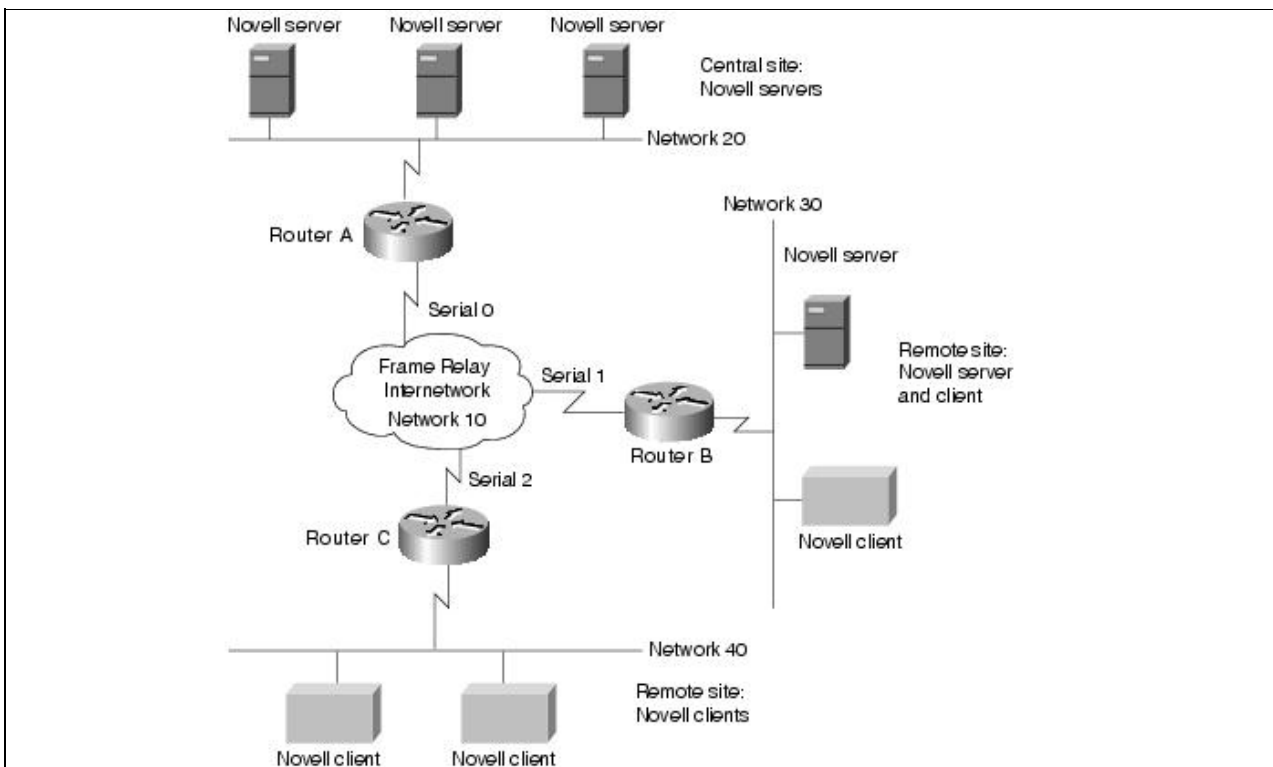 Novell server
Novell server
Novell server
Central site:
Novell servers
Network 20
Router A
Serial 0
Frame Relay
Internetwork
Network 10
Serial 1
Router B
Network 30
Novell server
Remote site:
Novell server
and client
Novell client
Serial 2
Router C
Network 40
Remote site:
Novell clients
Novell client
Novell client